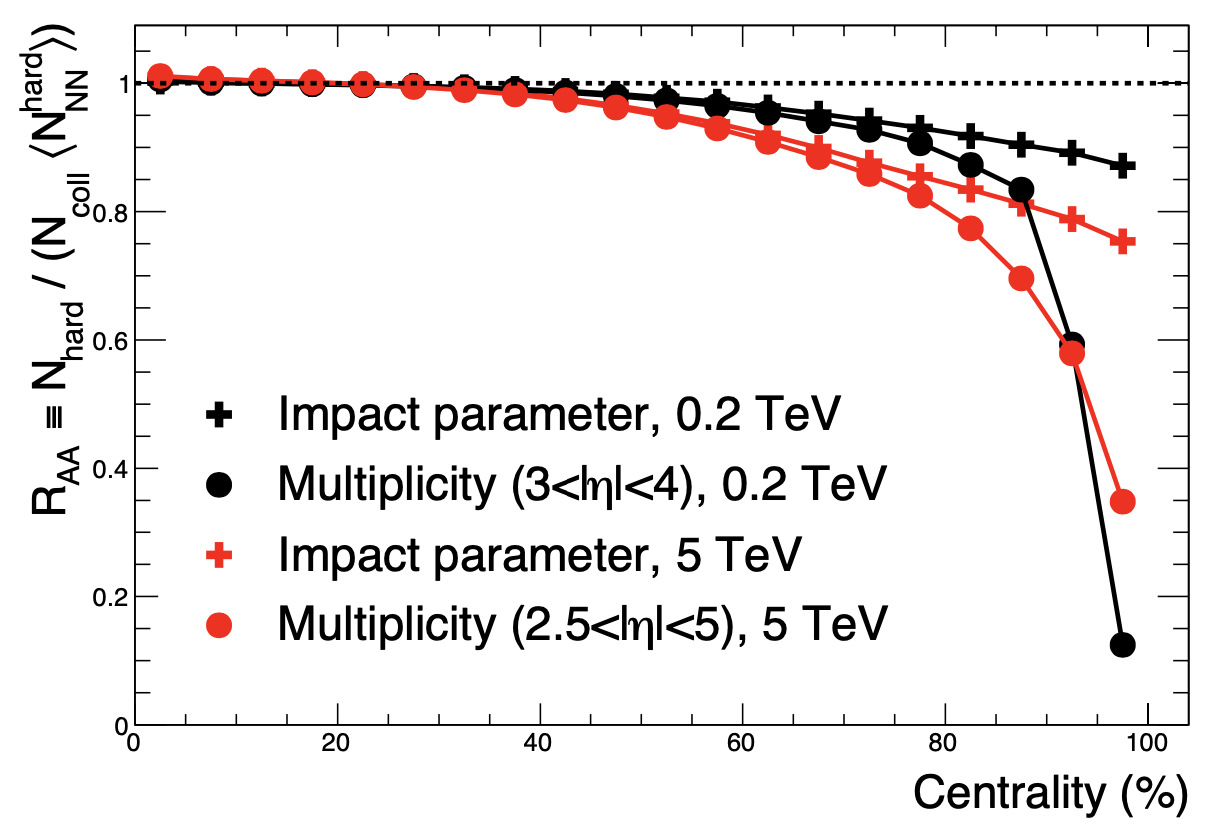 R_AA ≡ N_hard / (N_coll ⟨N_NN^hard⟩)
1
0.8
0.6
0.4
0.2
0
Impact parameter, 0.2 TeV
Multiplicity (3<|η|<4), 0.2 TeV
Impact parameter, 5 TeV
Multiplicity (2.5<|η|<5), 5 TeV
0 20 40 60 80 100
Centrality (%)